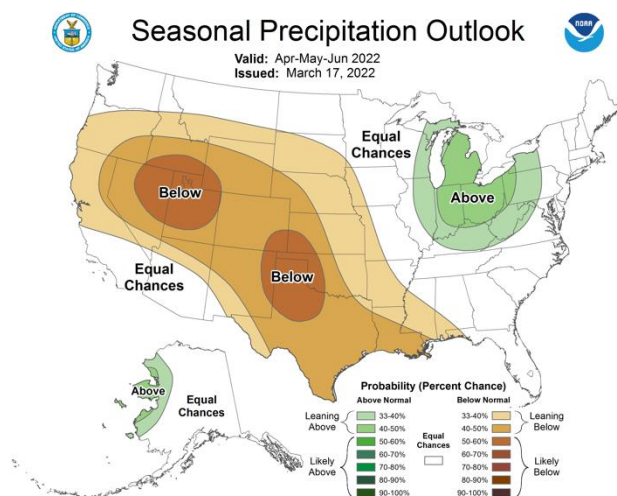 Seasonal Precipitation Outlook
Valid: Apr-May-Jun 2022
Issued: March 17, 2022
NOAA
Equal
Chances
Above
Below
Below
Equal
Chances
Above
Equal
Chances
Probability (Percent Chance)
Above Normal
Below Normal
Leaning
Above
33-40%
40-50%
Likely
Above
50-60%
60-70%
70-80%
80-90%
90-100%
Equal
Chances
33-40%
40-50%
Leaning
Below
50-60%
60-70%
70-80%
80-90%
90-100%
Likely
Below